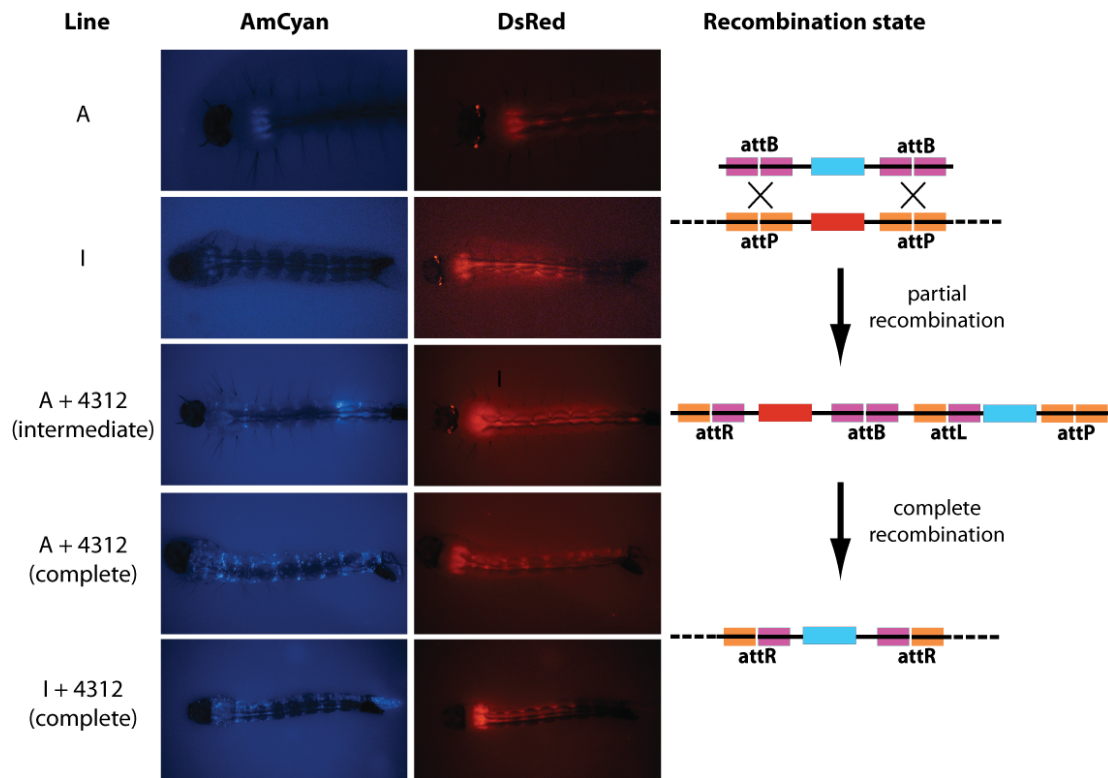 Line AmCyan DsRed Recombination state
A
I
A + 4312
(intermediate)
I
A + 4312
(complete)
I + 4312
(complete)
attB attB
attP attP
partial
recombination
attR attB attL attP
complete
recombination
attR attR